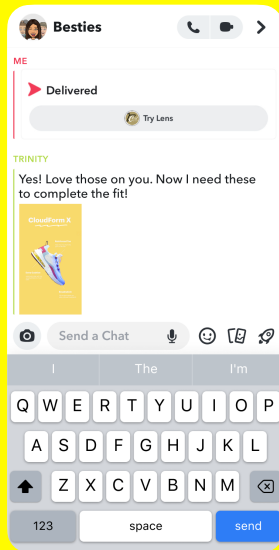 Besties
ME
Delivered
Try Lens
TRINITY
Yes! Love those on you. Now I need these
to complete the fit!
CloudForm X
Send a Chat
I The I'm
Q W E R T Y U I O P
A S D F G H J K L
Z X C V B N M
123 space send